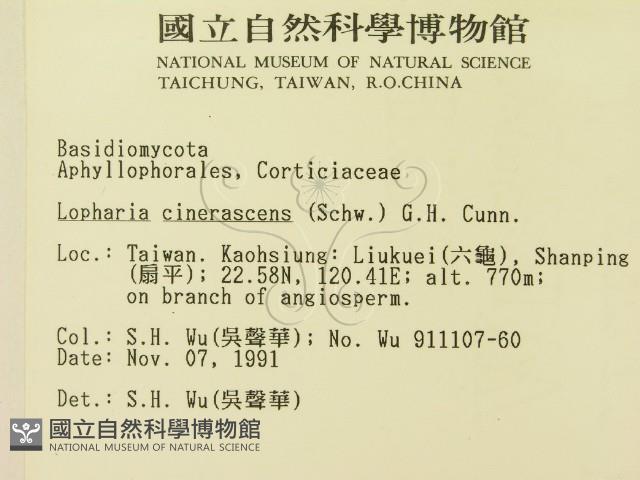 國立自然科學博物館
NATIONAL MUSEUM OF NATURAL SCIENCE
TAICHUNG, TAIWAN, R.O.CHINA
Basidiomycota
Aphyllophorales, Corticiaceae
Lopharia cinerascens (Schw.) G.H. Cunn.
Loc.: Taiwan. Kaohsiung: Liukuei(六龜), Shanping
(扇平); 22.58N, 120.41E; alt. 770m;
on branch of angiosperm.
Col.: S.H. Wu(吳聲華); No. Wu 911107-60
Date: Nov. 07, 1991
Det.: S.H. Wu(吳聲華)
國立自然科學博物館
NATIONAL MUSEUM OF NATURAL SCIENCE